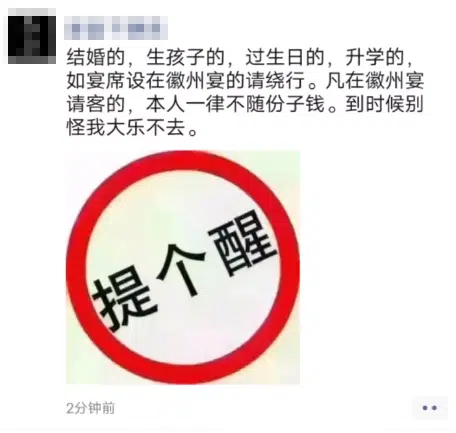 结婚的，生孩子的，过生日的，升学的，
如宴席设在徽州宴的请绕行。凡在徽州宴
请客的，本人一律不随份子钱。到时候别
怪我大乐不去。
提个醒
2分钟前